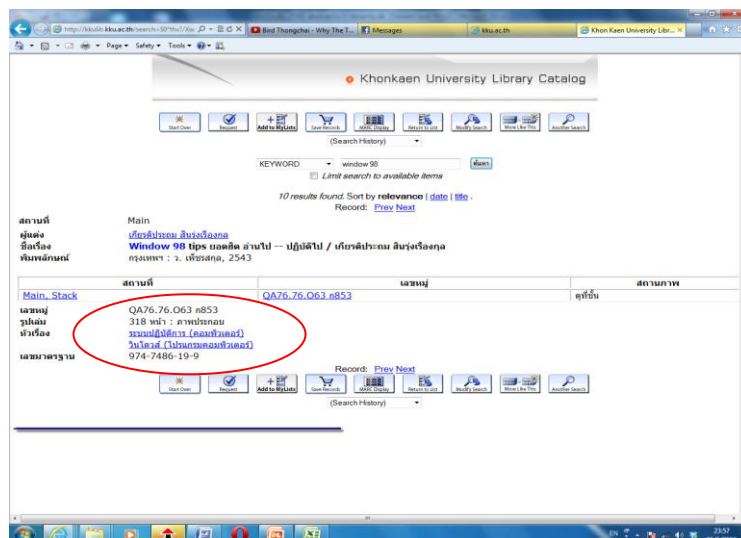 http://kkulib.kku.ac.th/search~S0*tha?/Xw
Bird Thongchai - Why The T...
Messages
kku.ac.th
Khon Kaen University Libr...
Page
Safety
Tools
Khonkaen University Library Catalog
Start Over
Request
Add to MyLists
Save Records
MARC Display
Return to List
Modify Search
More Like This
Another Search
(Search History)
KEYWORD window 98 ค้นหา
Limit search to available items
10 results found. Sort by relevance | date | title .
Record: Prev Next
สถานที่ Main
ผู้แต่ง เกียรติประถม สินรุ่งเรืองกุล
ชื่อเรื่อง Window 98 tips ยอดฮิต อ่านไป -- ปฏิบัติไป / เกียรติประถม สินรุ่งเรืองกุล
พิมพลักษณ์ กรุงเทพฯ : ว. เพ็ชรสกุล, 2543
สถานที่ เลขหมู่ สถานภาพ
Main, Stack QA76.76.O63 ก853 ดูที่ชั้น
เลขหมู่ QA76.76.O63 ก853
รูปเล่ม 318 หน้า : ภาพประกอบ
หัวเรื่อง ระบบปฏิบัติการ (คอมพิวเตอร์)
วินโดวส์ (โปรแกรมคอมพิวเตอร์)
เลขมาตรฐาน 974-7486-19-9
Record: Prev Next
Start Over
Request
Add to MyLists
Save Records
MARC Display
Return to List
Modify Search
More Like This
Another Search
(Search History)
EN
23:57